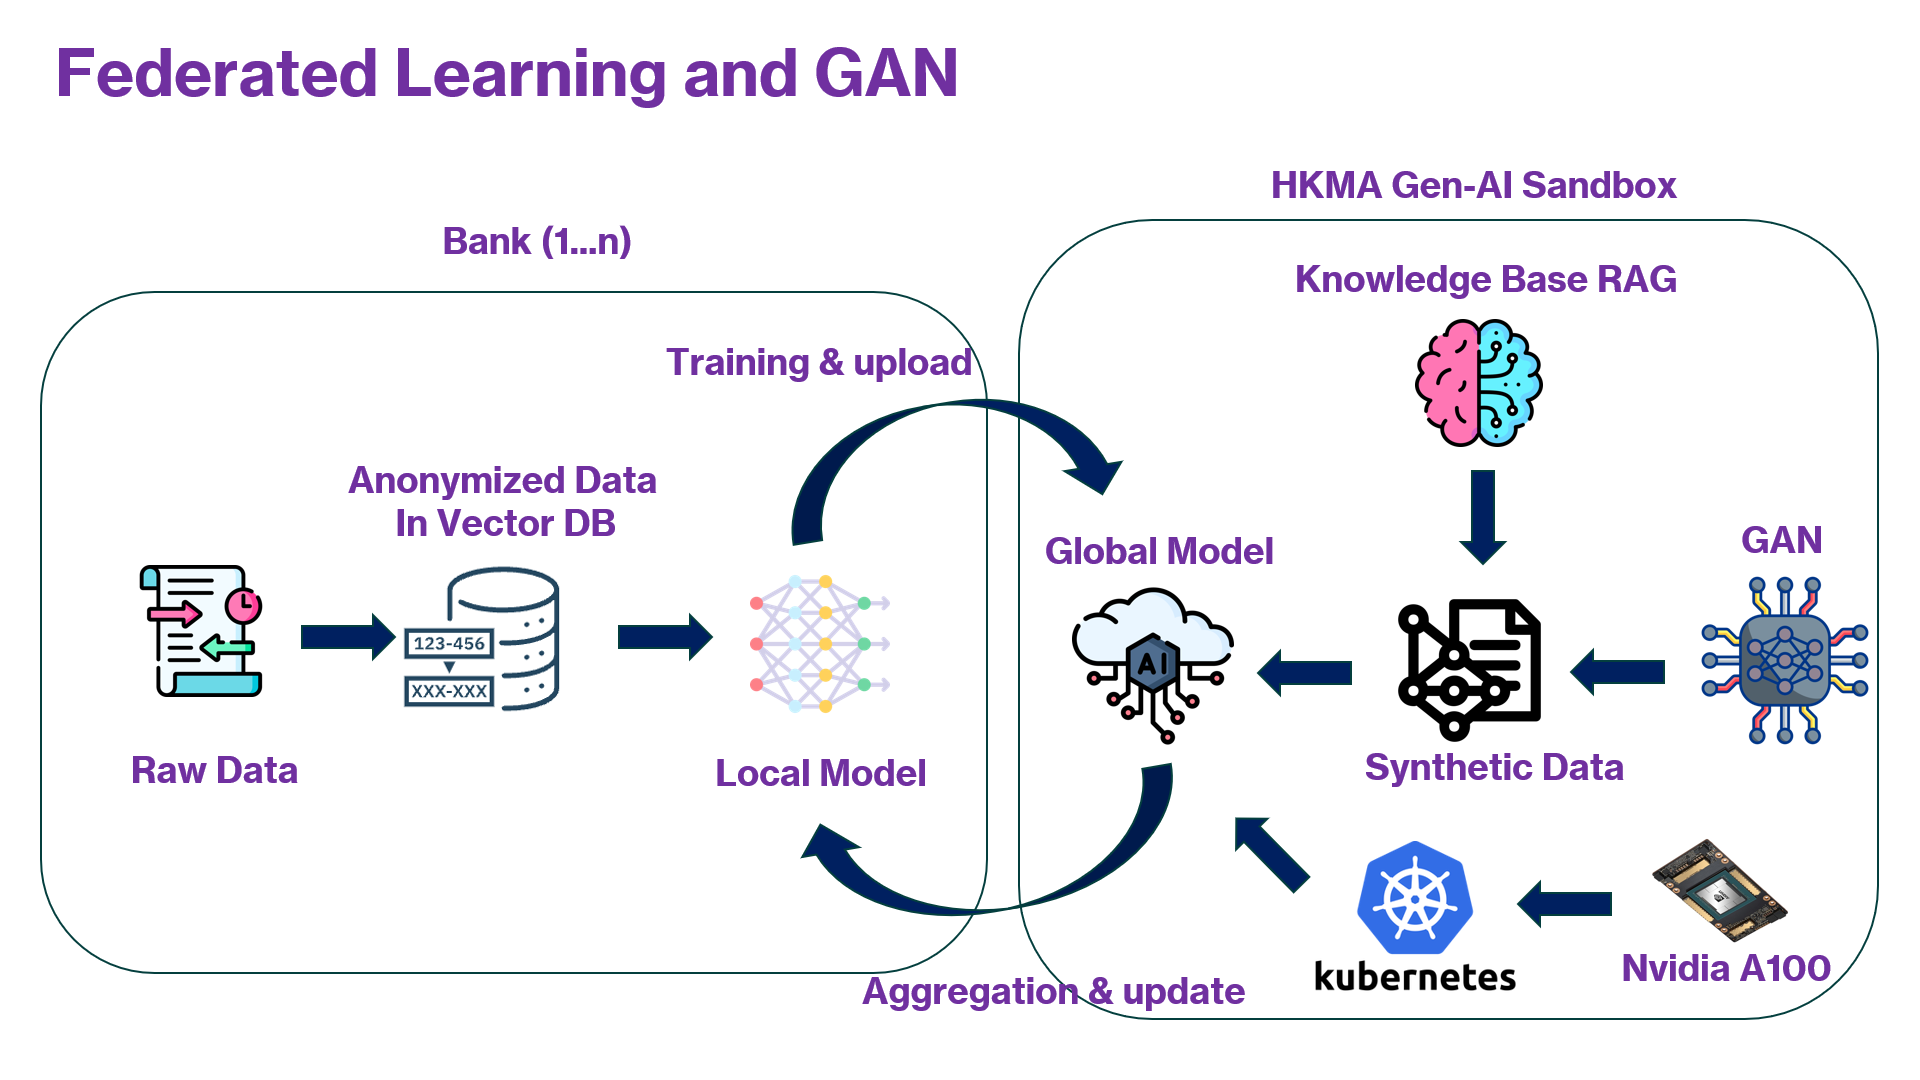 Federated Learning and GAN
HKMA Gen-AI Sandbox
Bank (1...n)
Knowledge Base RAG
Training & upload
Anonymized Data
In Vector DB
GAN
Global Model
123-456
XXX-XXX
AI
Raw Data
Local Model
Synthetic Data
kubernetes
Nvidia A100
Aggregation & update